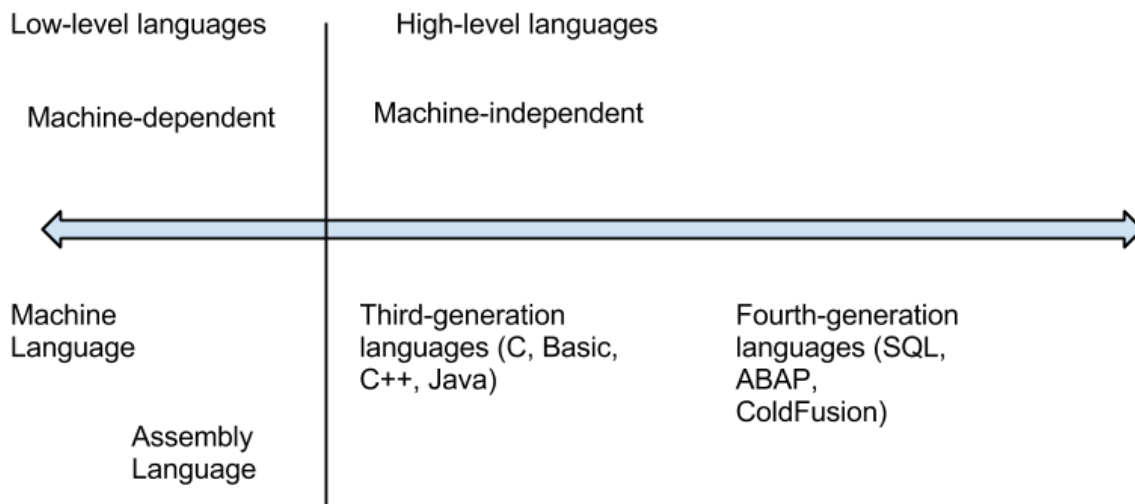 Low-level languages
High-level languages
Machine-dependent
Machine-independent
Machine
Language
Third-generation
languages (C, Basic,
C++, Java)
Fourth-generation
languages (SQL,
ABAP,
ColdFusion)
Assembly
Language